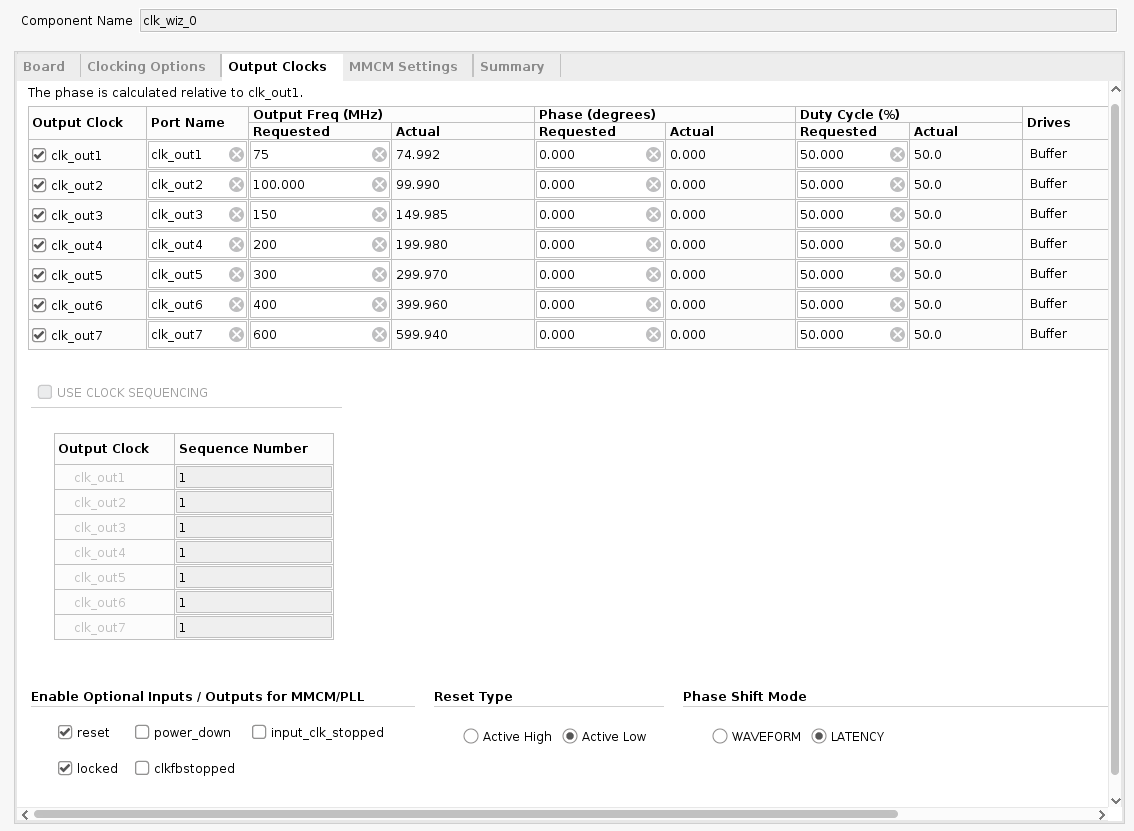 Component Name clk_wiz_0
Board Clocking Options Output Clocks MMCM Settings Summary
The phase is calculated relative to clk_out1.
Output Clock Port Name Output Freq (MHz) Phase (degrees) Duty Cycle (%) Drives
Requested Actual Requested Actual Requested Actual
clk_out1 clk_out1 75 74.992 0.000 0.000 50.000 50.0 Buffer
clk_out2 clk_out2 100.000 99.990 0.000 0.000 50.000 50.0 Buffer
clk_out3 clk_out3 150 149.985 0.000 0.000 50.000 50.0 Buffer
clk_out4 clk_out4 200 199.980 0.000 0.000 50.000 50.0 Buffer
clk_out5 clk_out5 300 299.970 0.000 0.000 50.000 50.0 Buffer
clk_out6 clk_out6 400 399.960 0.000 0.000 50.000 50.0 Buffer
clk_out7 clk_out7 600 599.940 0.000 0.000 50.000 50.0 Buffer
USE CLOCK SEQUENCING
Output Clock Sequence Number
clk_out1 1
clk_out2 1
clk_out3 1
clk_out4 1
clk_out5 1
clk_out6 1
clk_out7 1
Enable Optional Inputs / Outputs for MMCM/PLL Reset Type Phase Shift Mode
reset power_down input_clk_stopped Active High Active Low WAVEFORM LATENCY
locked clkfbstopped